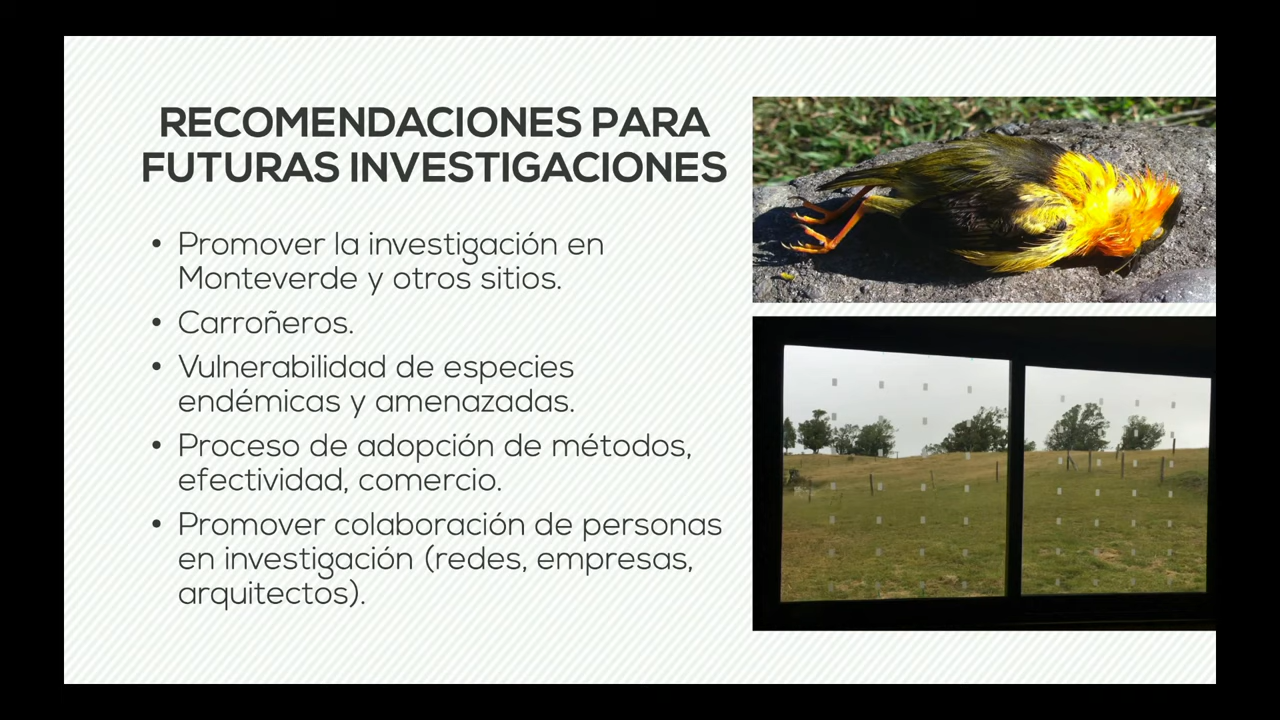 RECOMENDACIONES PARA
FUTURAS INVESTIGACIONES
• Promover la investigación en
Monteverde y otros sitios.
• Carroñeros.
• Vulnerabilidad de especies
endémicas y amenazadas.
• Proceso de adopción de métodos,
efectividad, comercio.
• Promover colaboración de personas
en investigación (redes, empresas,
arquitectos).